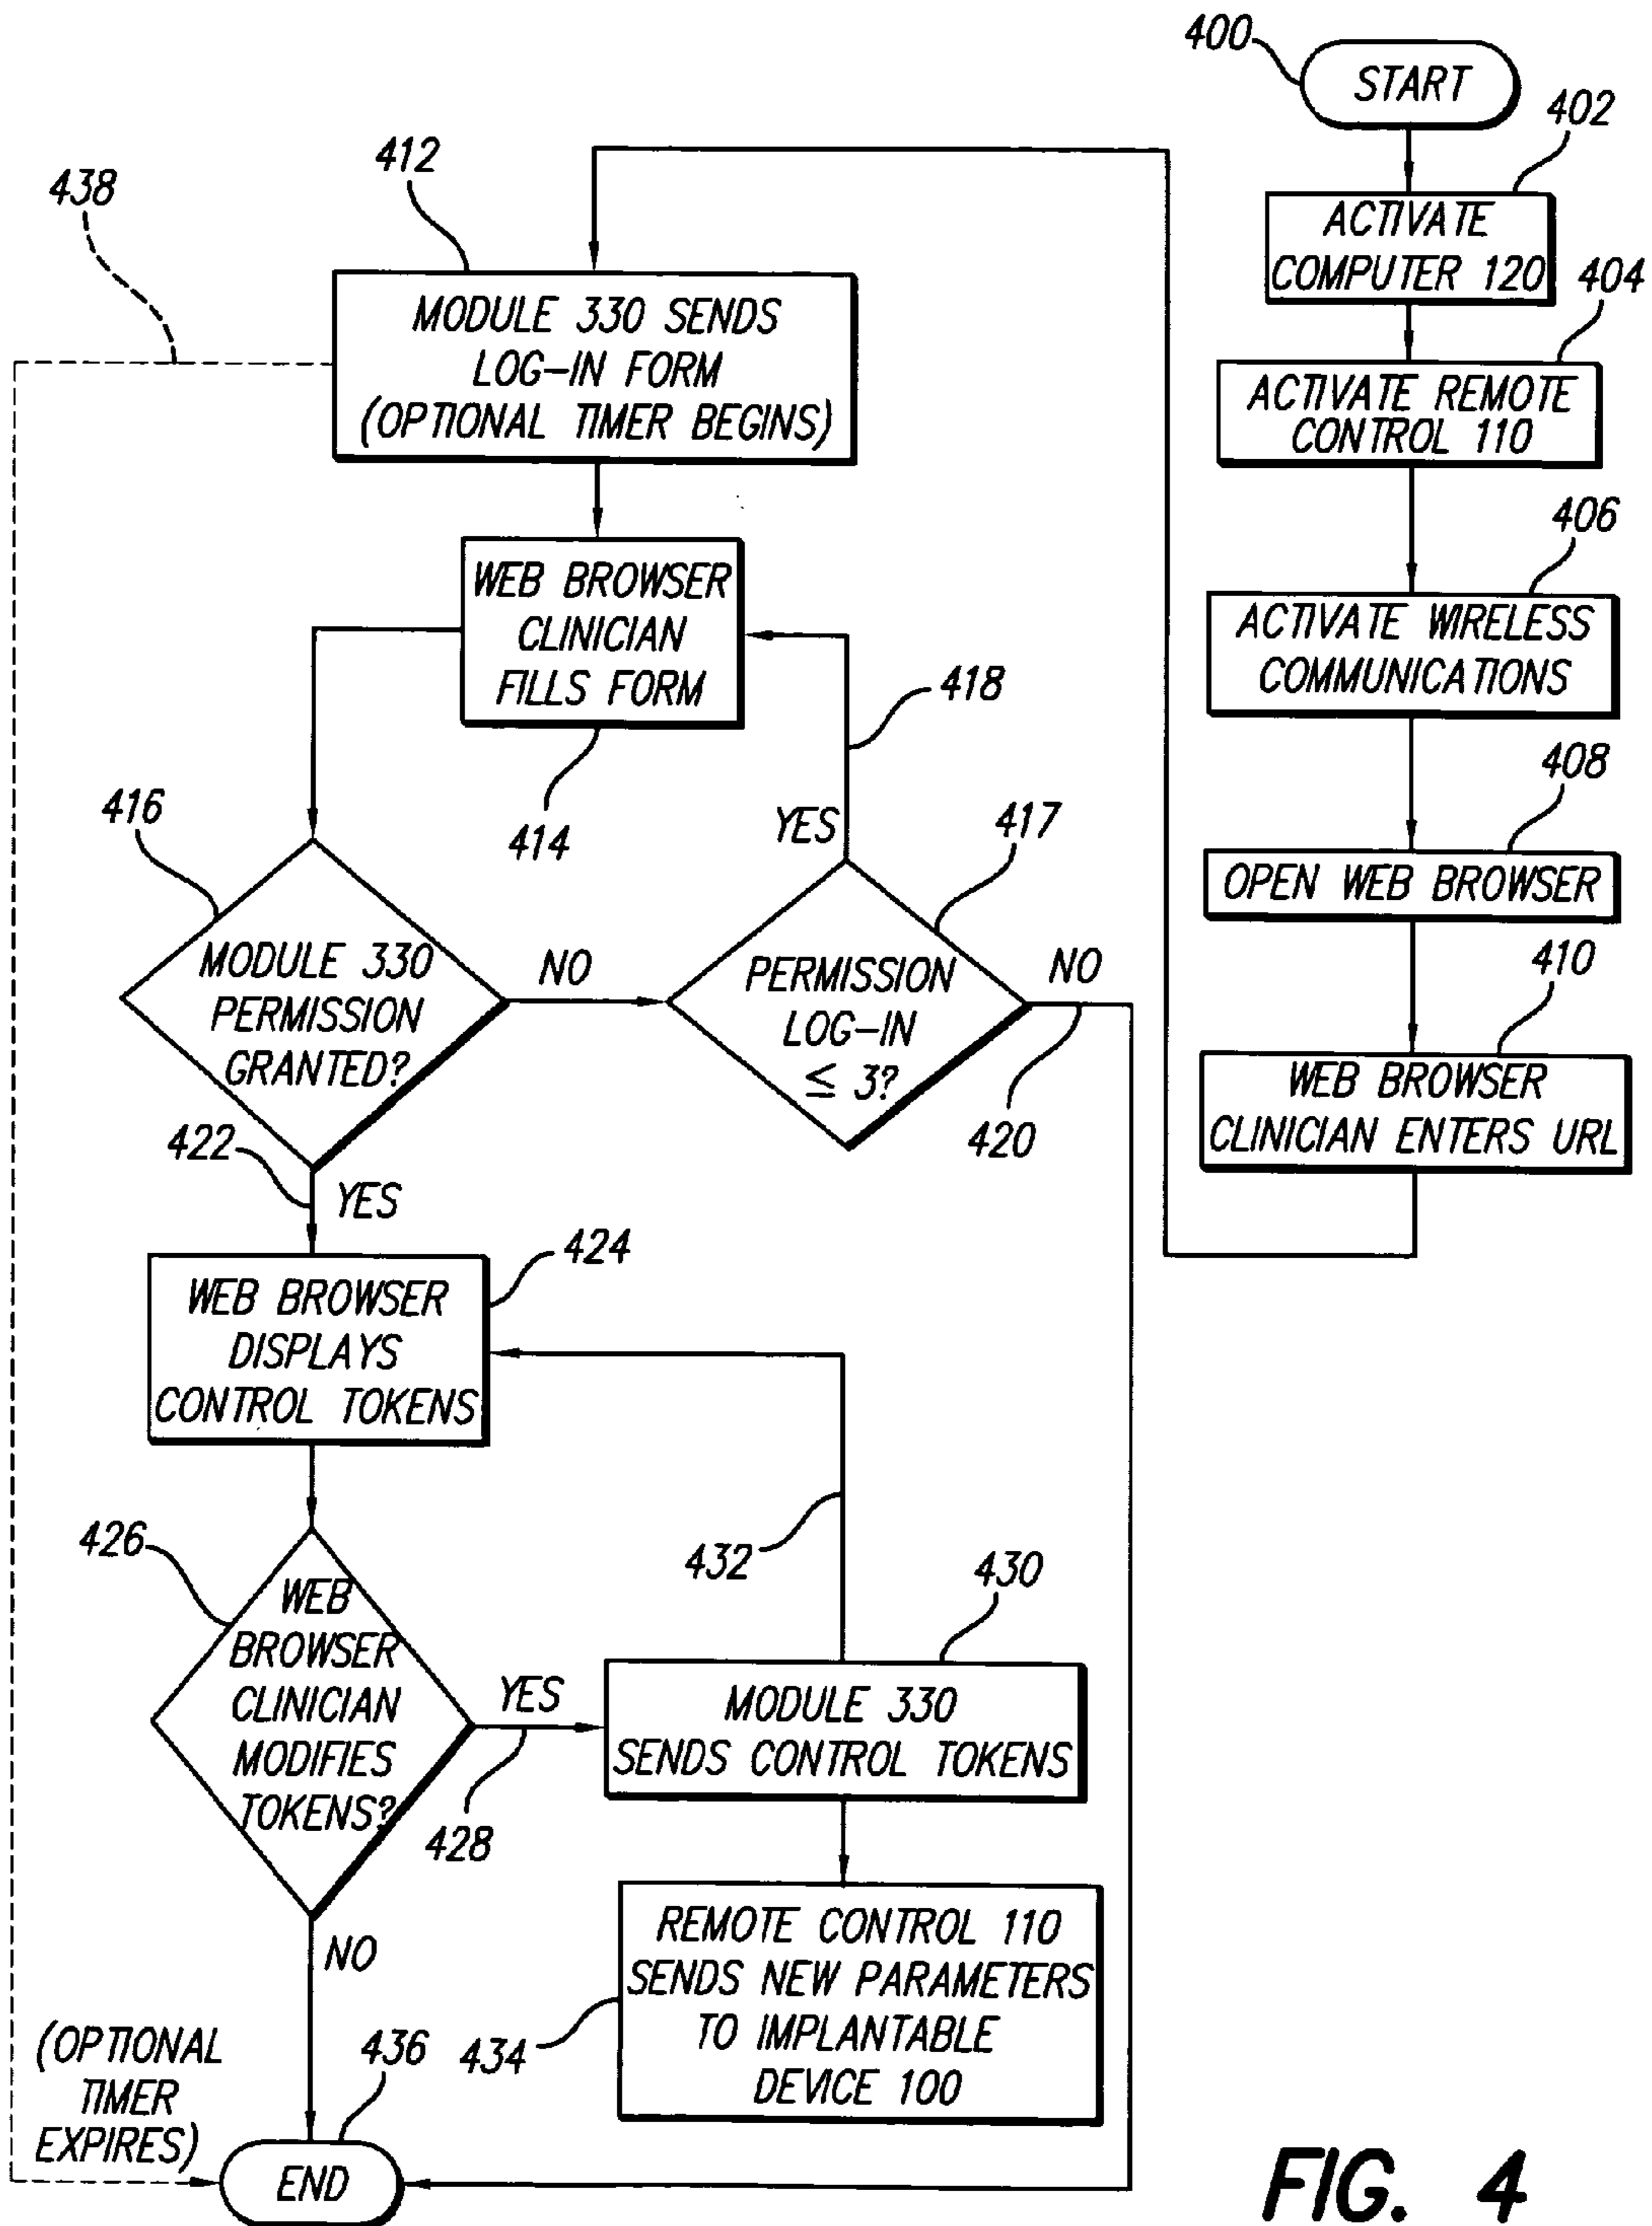 400
START
402
ACTIVATE
COMPUTER 120
404
ACTIVATE REMOTE
CONTROL 110
406
ACTIVATE WIRELESS
COMMUNICATIONS
408
OPEN WEB BROWSER
410
WEB BROWSER
CLINICIAN ENTERS URL
412
438
MODULE 330 SENDS
LOG-IN FORM
(OPTIONAL TIMER BEGINS)
WEB BROWSER
CLINICIAN
FILLS FORM
414
418
YES
416
MODULE 330
PERMISSION
GRANTED?
NO
417
PERMISSION
LOG-IN
≤ 3?
NO
420
422
YES
424
WEB BROWSER
DISPLAYS
CONTROL TOKENS
426
WEB
BROWSER
CLINICIAN
MODIFIES
TOKENS?
YES
428
432
430
MODULE 330
SENDS CONTROL TOKENS
NO
434
REMOTE CONTROL 110
SENDS NEW PARAMETERS
TO IMPLANTABLE
DEVICE 100
(OPTIONAL
TIMER
EXPIRES)
436
END
FIG. 4